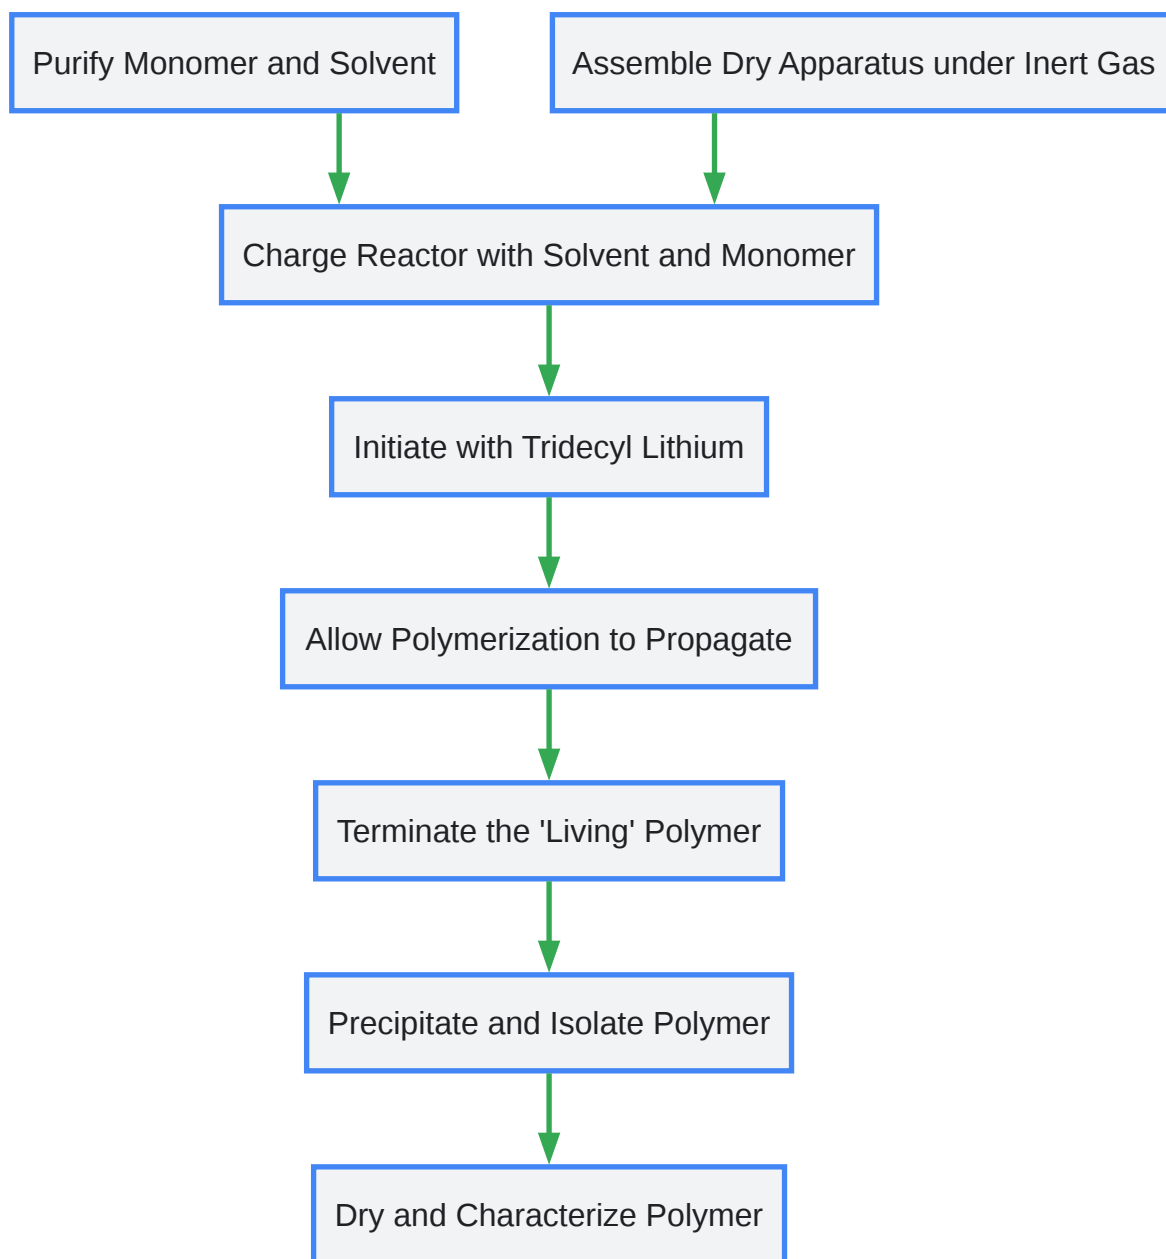 Purify Monomer and Solvent
Assemble Dry Apparatus under Inert Gas
Charge Reactor with Solvent and Monomer
Initiate with Tridecyl Lithium
Allow Polymerization to Propagate
Terminate the 'Living' Polymer
Precipitate and Isolate Polymer
Dry and Characterize Polymer